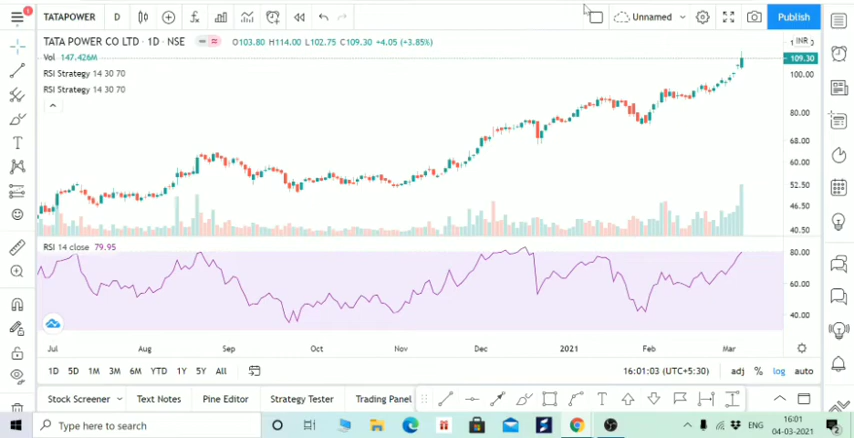 TATAPOWER D Unnamed Publish
TATA POWER CO LTD · 1D · NSE O103.80 H114.00 L102.75 C109.30 +4.05 (+3.85%) INR
Vol 147.426M
109.30
RSI Strategy 14 30 70
100.00
RSI Strategy 14 30 70
80.00
68.00
60.00
52.50
46.50
40.50
RSI 14 close 79.95
80.00
60.00
40.00
Jul Aug Sep Oct Nov Dec 2021 Feb Mar
1D 5D 1M 3M 6M YTD 1Y 5Y All 16:01:03 (UTC+5:30) adj % log auto
Stock Screener Text Notes Pine Editor Strategy Tester Trading Panel
Type here to search ENG 16:01
04-03-2021 2